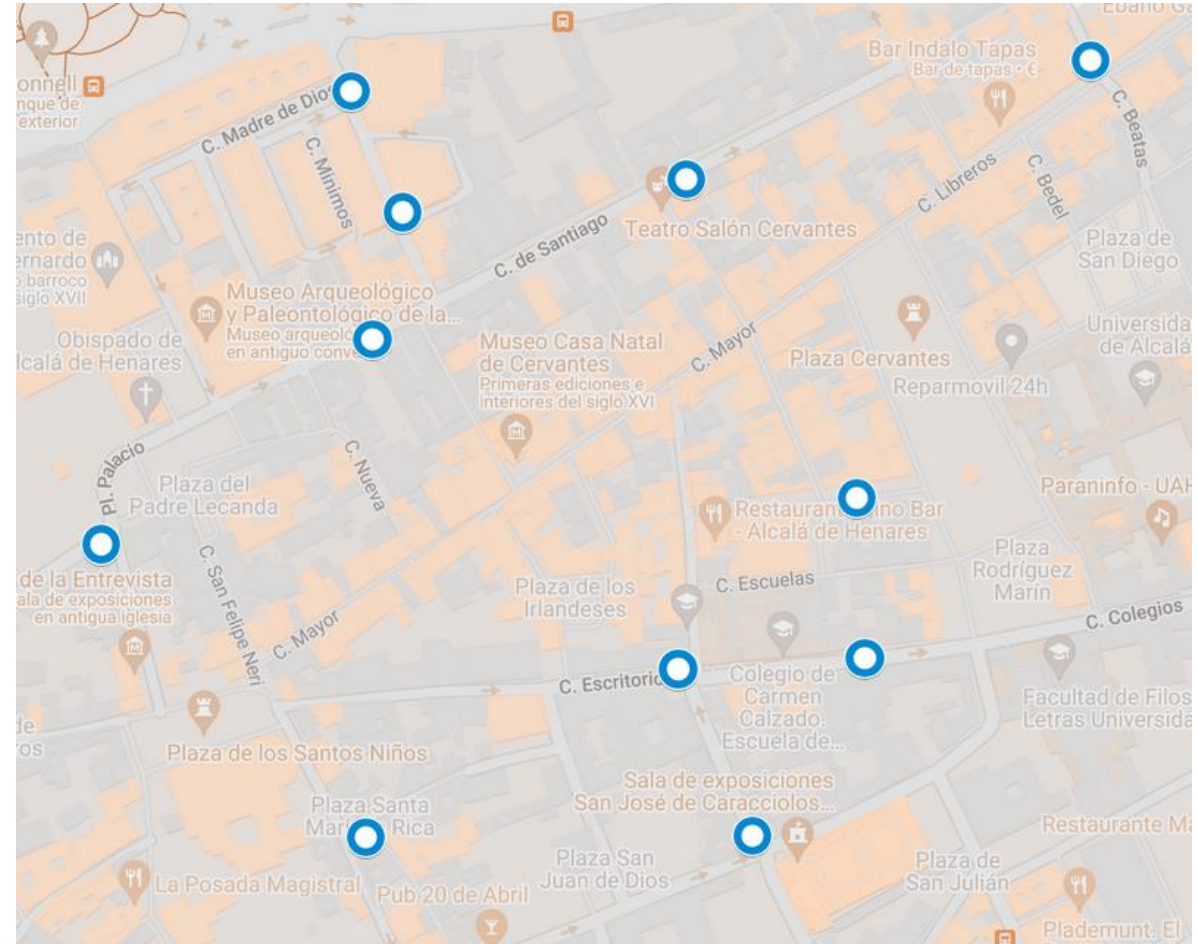 Ebano Ga
Bar Indalo Tapas
Bar de tapas • €
onnell
nque de
exterior
C. Madre de Dios
C. Mínimos
C. Beatas
C. Libreros
C. Bedel
Teatro Salón Cervantes
C. de Santiago
Plaza de
San Diego
ento de
ernardo
o barroco
siglo XVII
Museo Arqueológico
y Paleontológico de la...
Museo arqueoló
en antiguo conve
Obispado de
lcalá de Henares
Museo Casa Natal
de Cervantes
Primeras ediciones e
interiores del siglo XVI
C. Mayor
Plaza Cervantes
Reparmovil 24h
Universida
de Alcalá
Pl. Palacio
Plaza del
Padre Lecanda
C. Nueva
Restauran ino Bar
- Alcalá de Henares
Paraninfo - UAH
Plaza
Rodríguez
Marín
de la Entrevista
ala de exposiciones
en antigua iglesia
C. San Felipe Neri
C. Mayor
Plaza de los
Irlandeses
C. Escuelas
C. Colegios
C. Escritorio
Colegio de
Carmen
Calzado.
Escuela de...
Facultad de Filos
Letras Universida
de
ros
Plaza de los Santos Niños
Sala de exposiciones
San José de Caracciolos...
Plaza Santa
Mar Rica
Restaurante Ma
Plaza San
Juan de Dios
Plaza de
San Julián
La Posada Magistral
Pub 20 de Abril
Plademunt. El